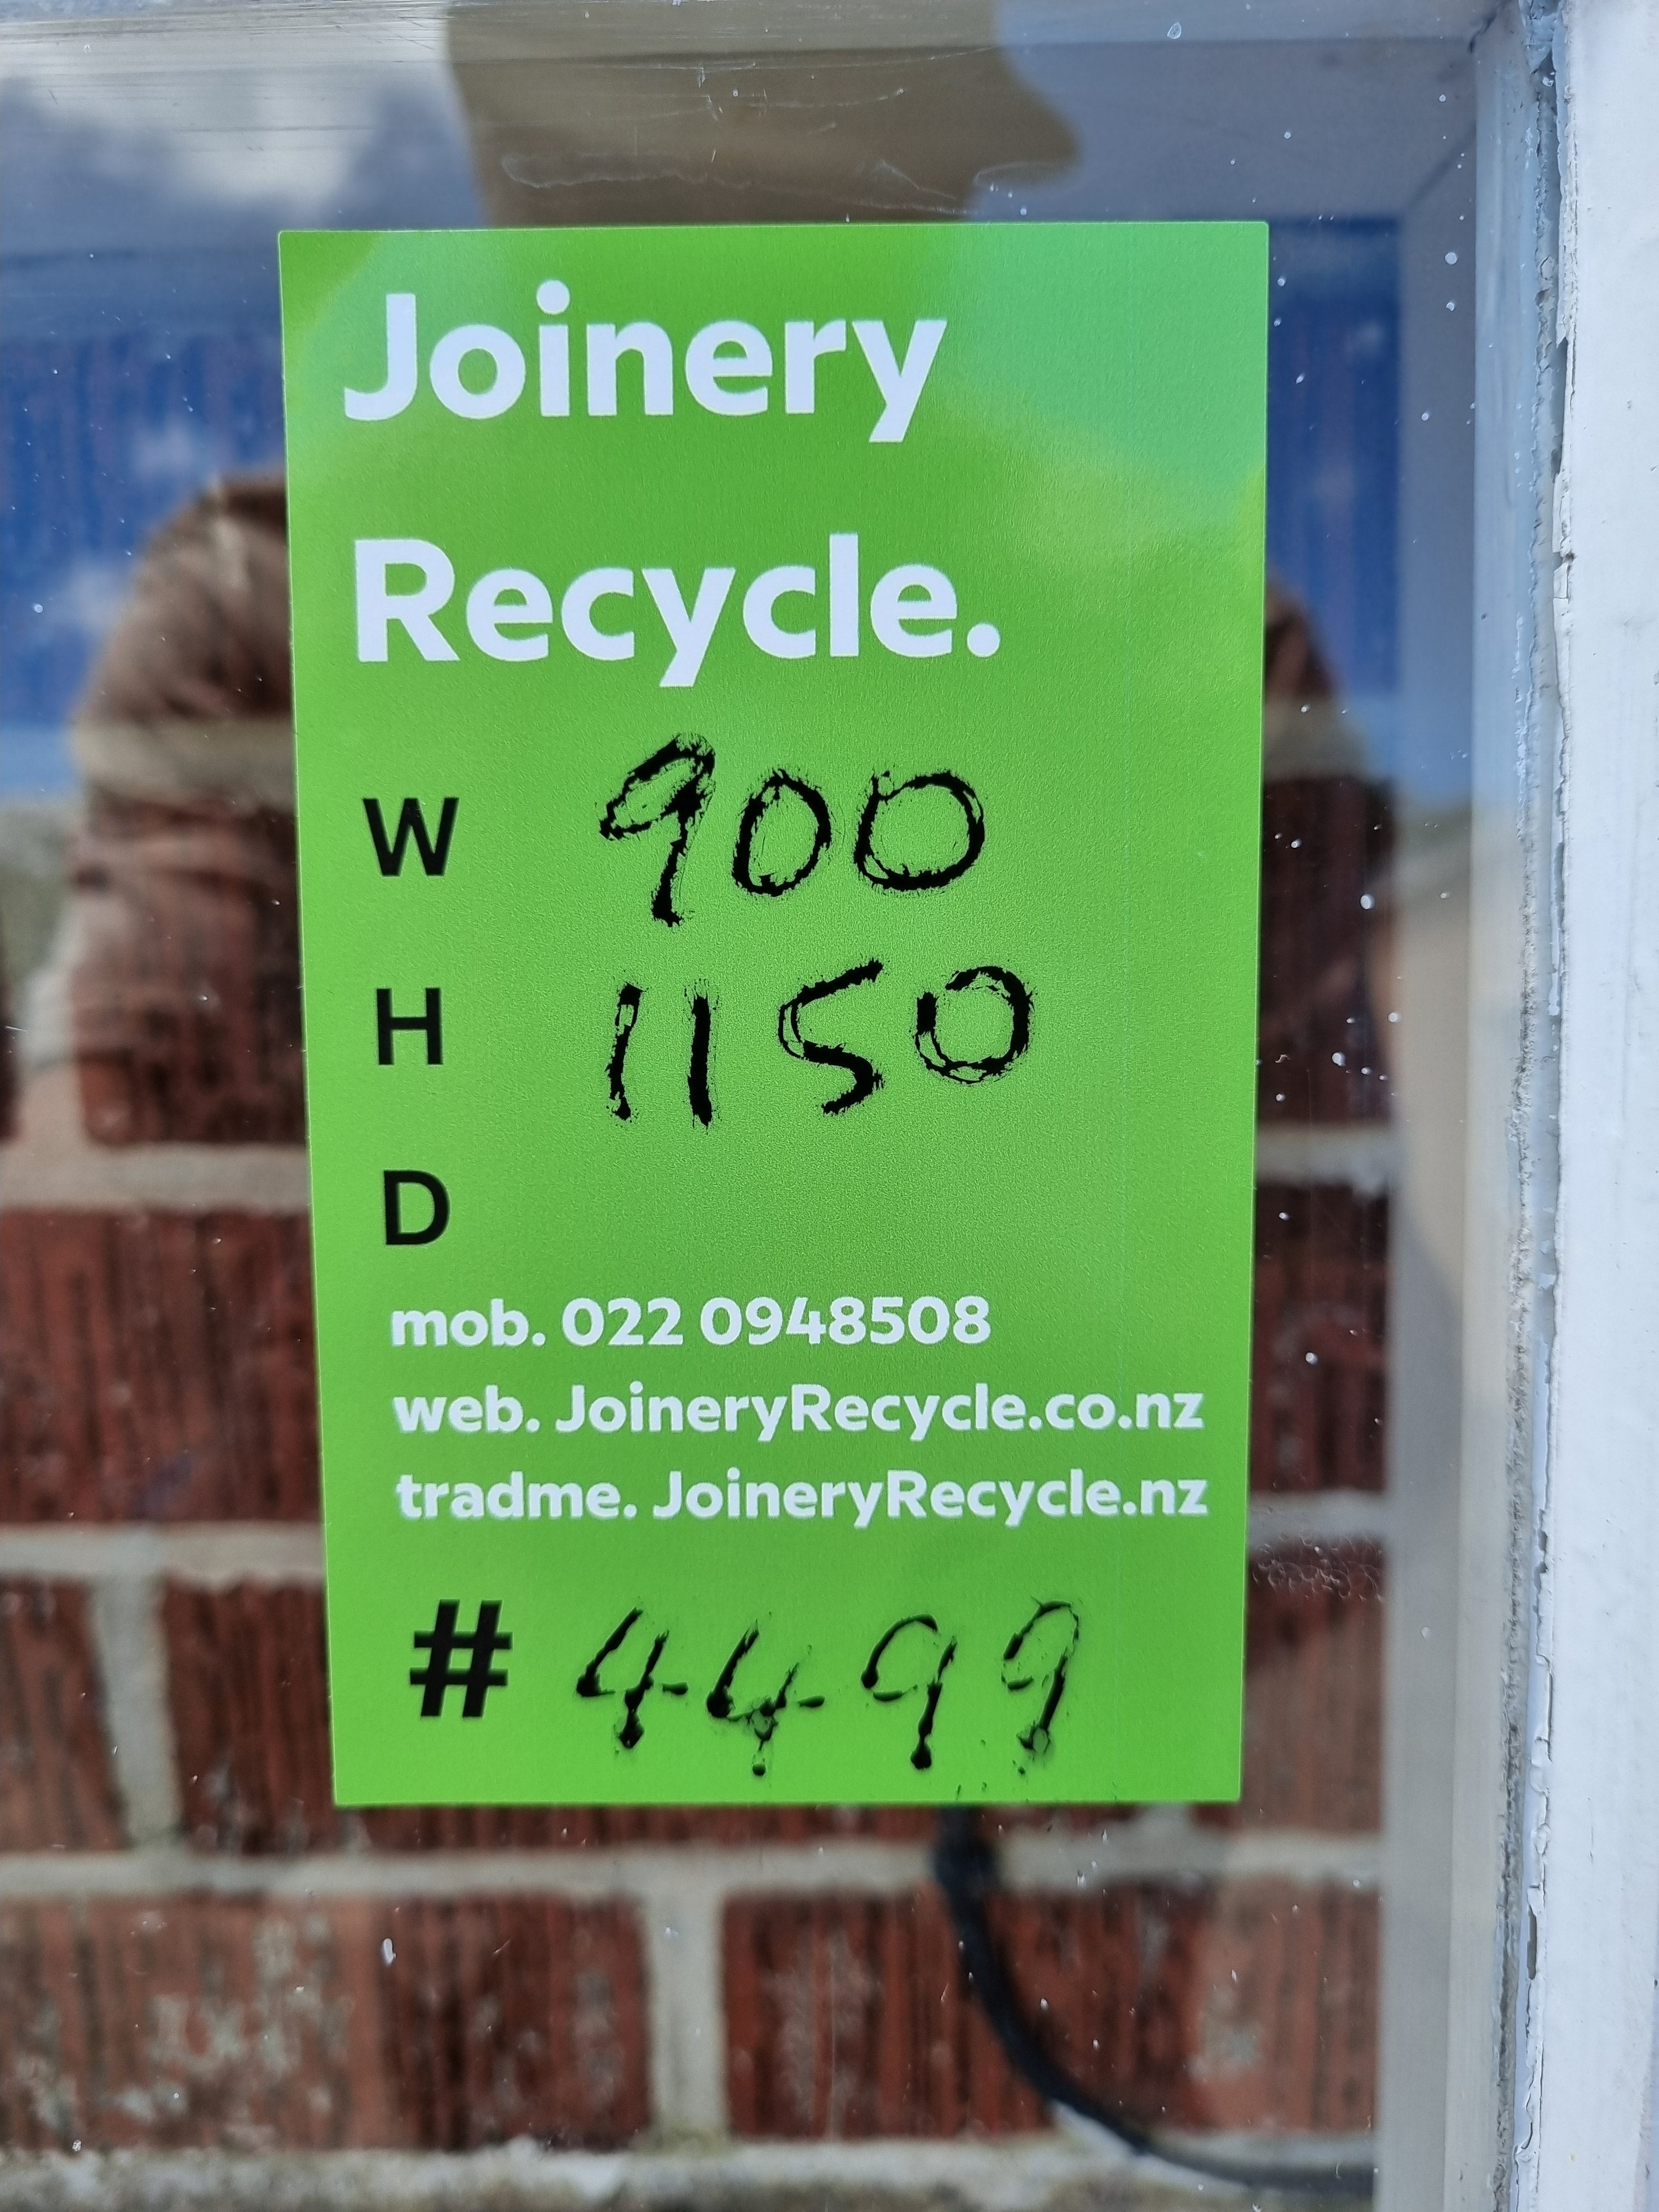 Joinery
Recycle.
W 900
H 1150
D
mob. 022 0948508
web. JoineryRecycle.co.nz
tradme. JoineryRecycle.nz
# 4499